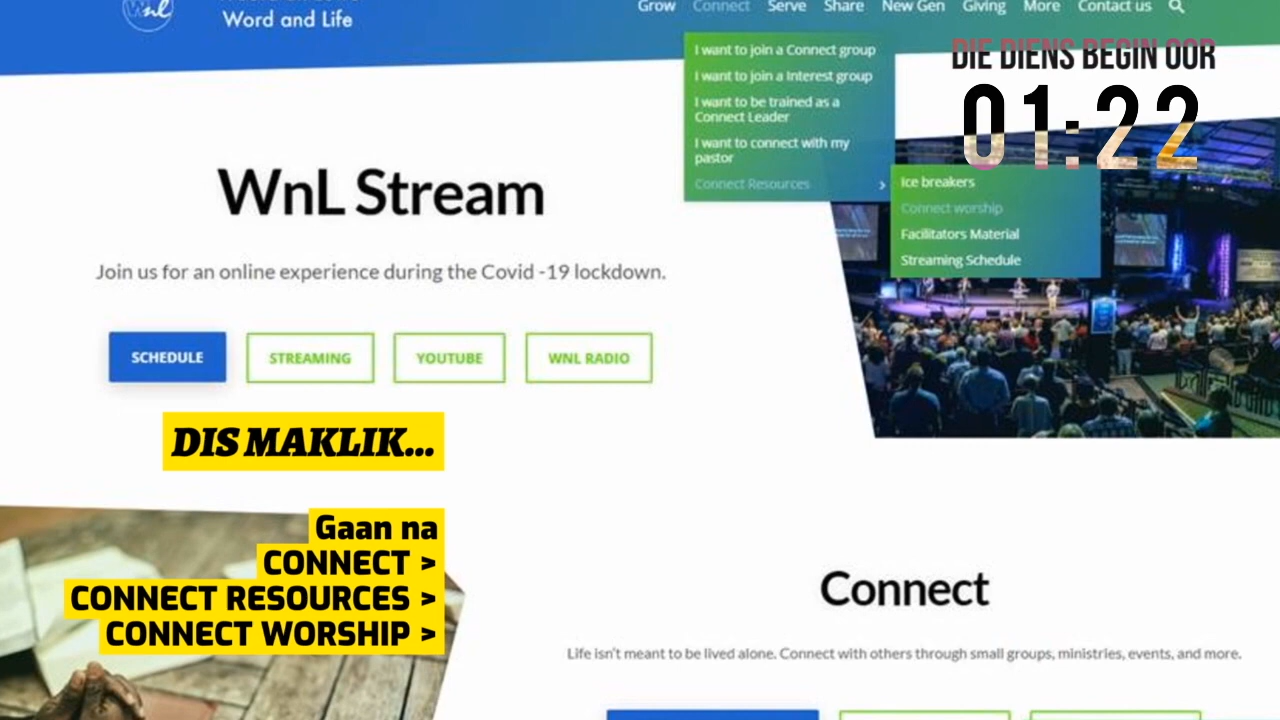 Wnl
Word and Life
Grow Connect Serve Share New Gen Giving More Contact us
I want to join a Connect group
I want to join a Interest group
I want to be trained as a
Connect Leader
I want to connect with my
pastor
Connect Resources >
Ice breakers
Connect worship
Facilitators Material
Streaming Schedule
DIE DIENS BEGIN OOR
01:22
WnL Stream
Join us for an online experience during the Covid -19 lockdown.
SCHEDULE STREAMING YOUTUBE WNL RADIO
DIS MAKLIK...
Gaan na
CONNECT >
CONNECT RESOURCES >
CONNECT WORSHIP >
Connect
Life isn't meant to be lived alone. Connect with others through small groups, ministries, events, and more.